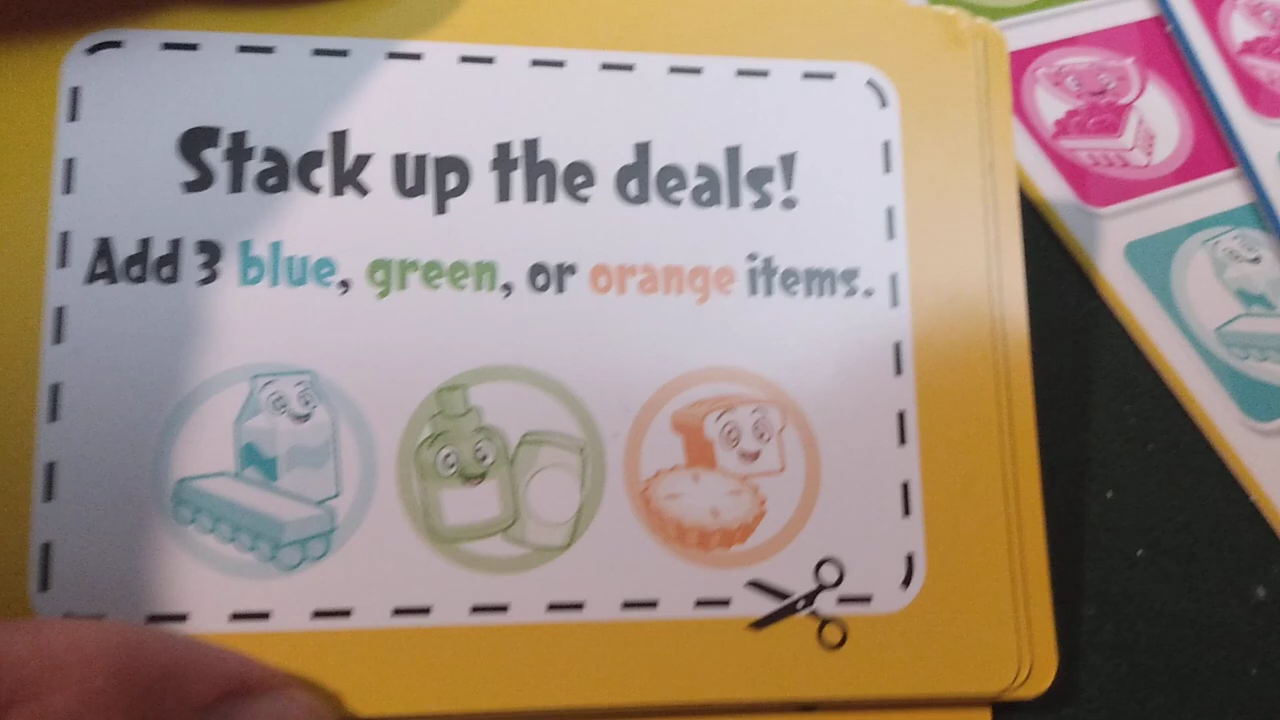 Stack up the deals!
Add 3 blue, green, or orange items.